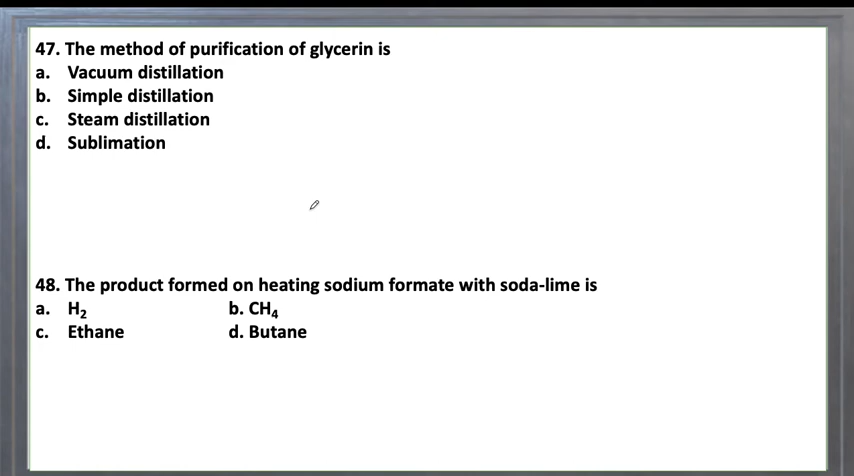 47. The method of purification of glycerin is
a. Vacuum distillation
b. Simple distillation
c. Steam distillation
d. Sublimation
48. The product formed on heating sodium formate with soda-lime is
a. H₂ b. CH₄
c. Ethane d. Butane